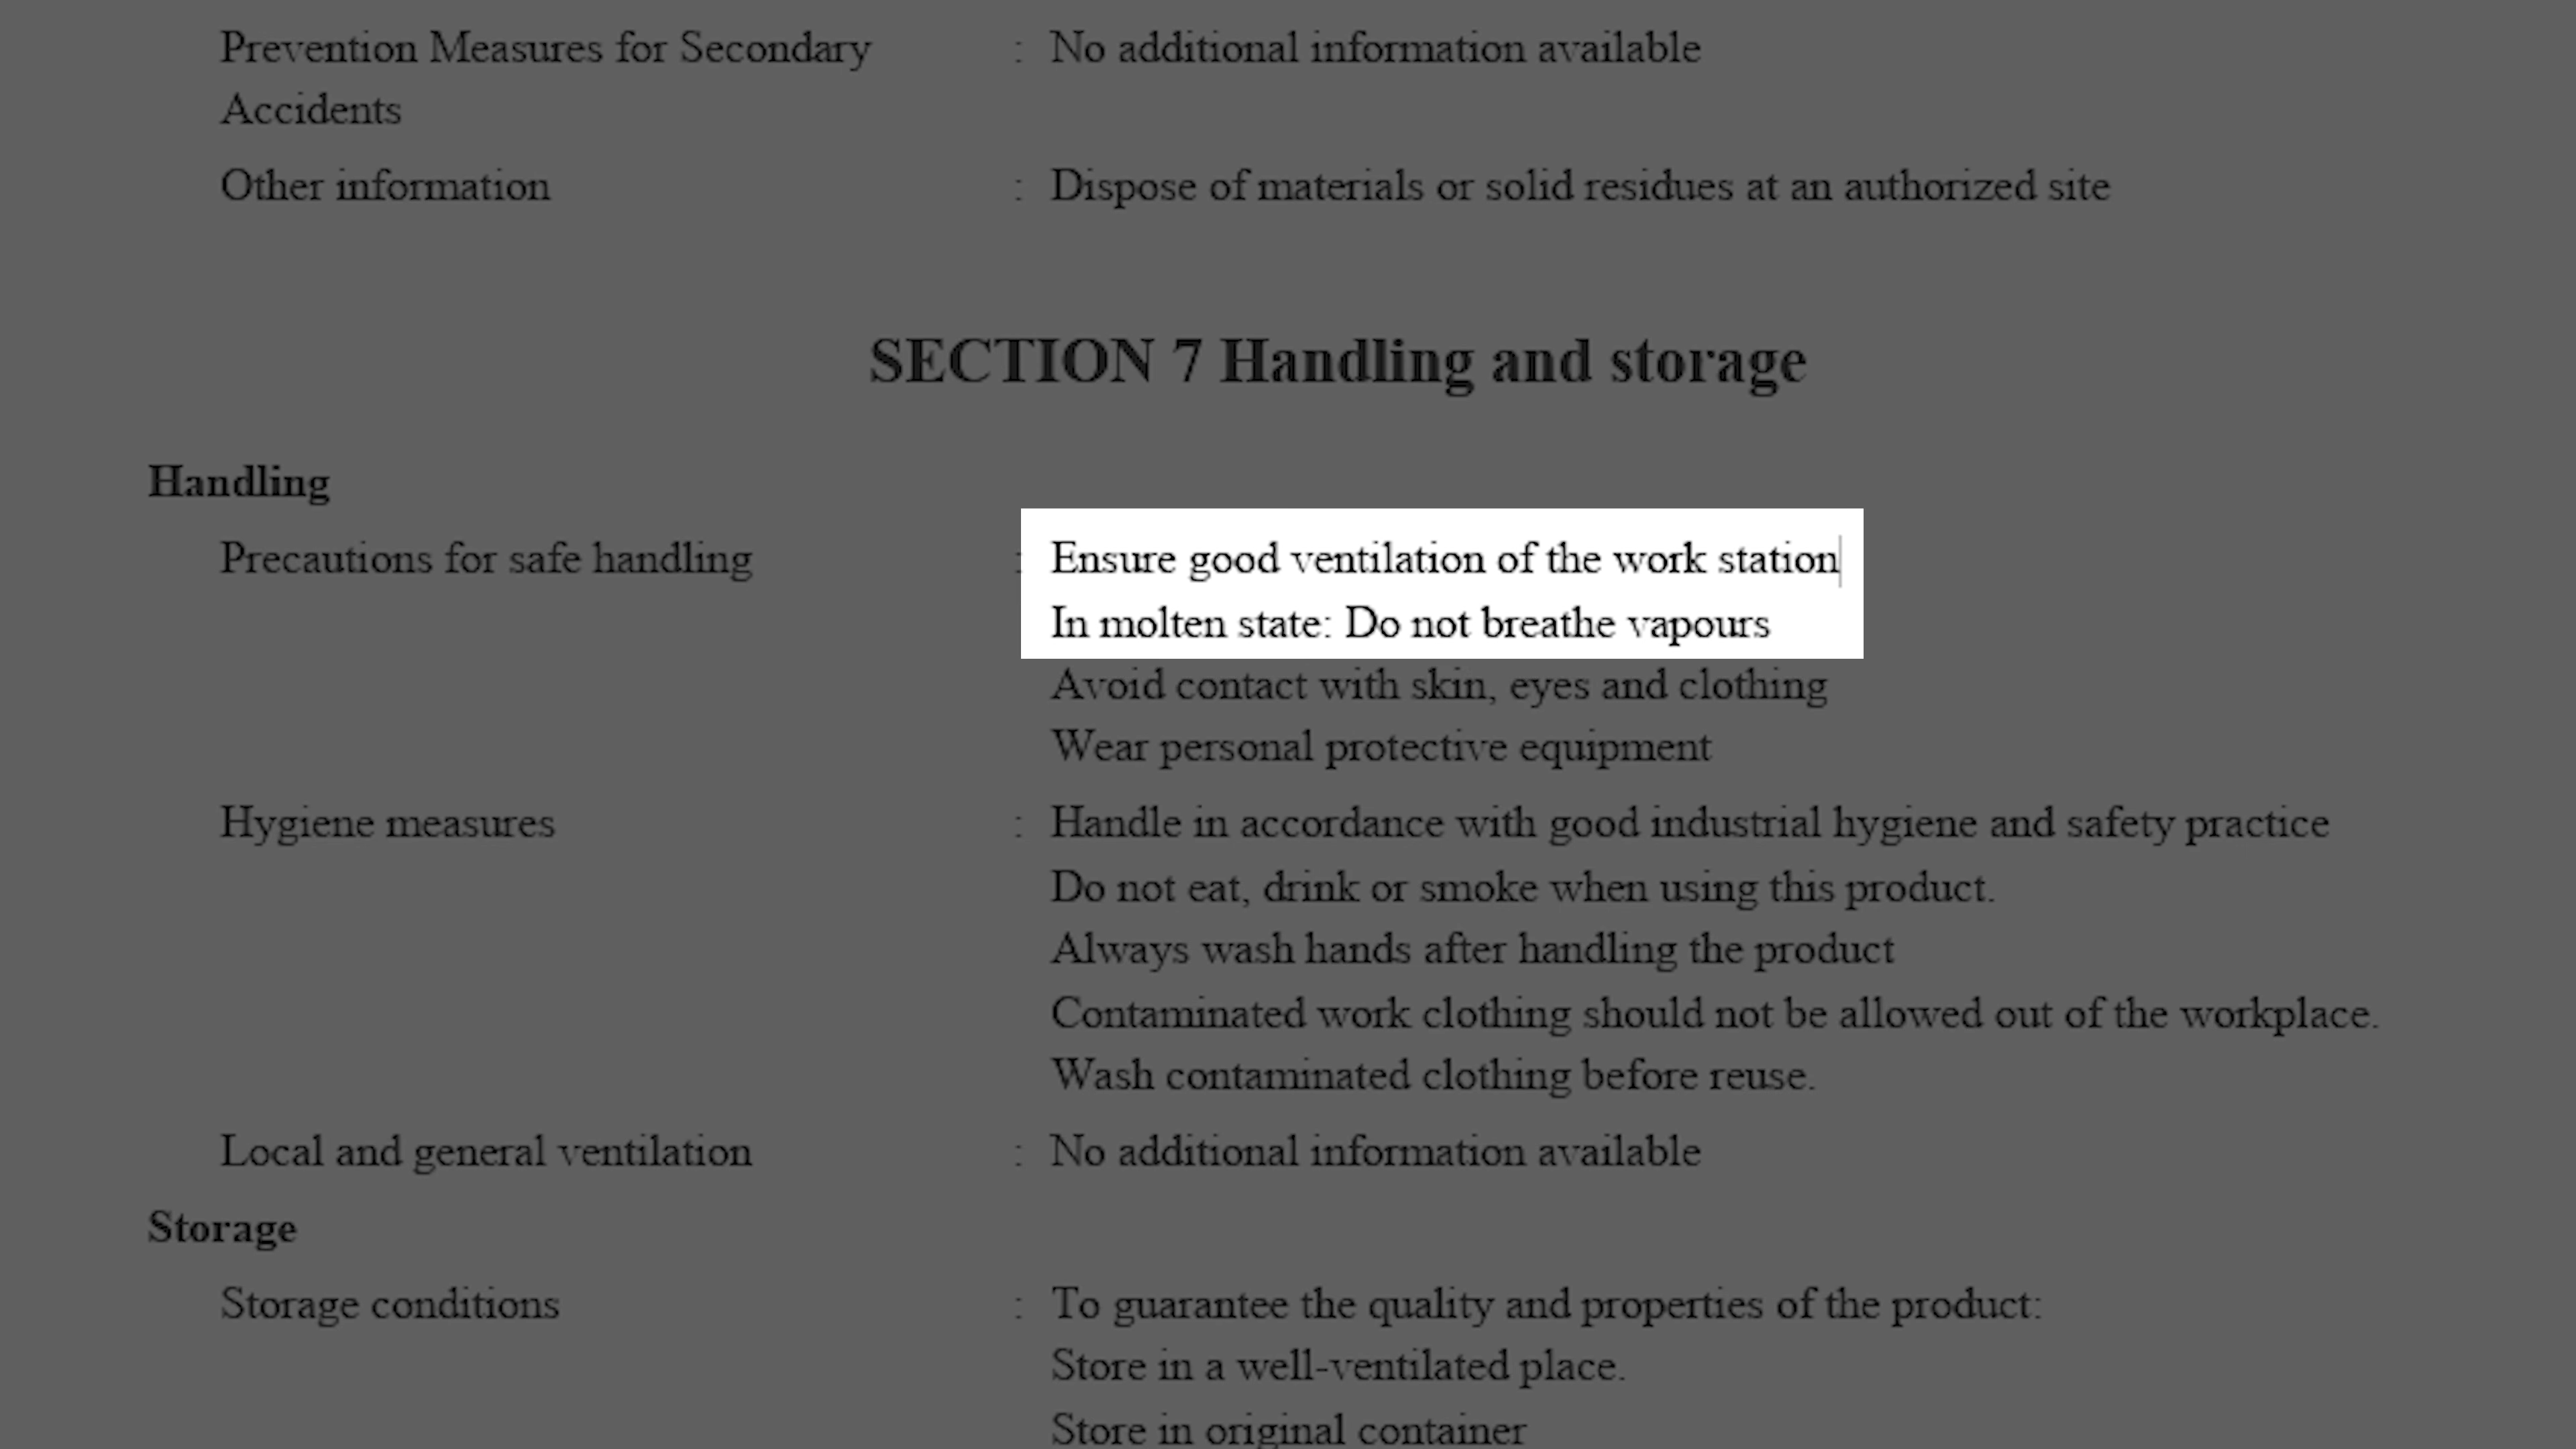 Prevention Measures for Secondary : No additional information available
Accidents
Other information : Dispose of materials or solid residues at an authorized site
SECTION 7 Handling and storage
Handling
Precautions for safe handling : Ensure good ventilation of the work station
In molten state: Do not breathe vapours
Avoid contact with skin, eyes and clothing
Wear personal protective equipment
Hygiene measures : Handle in accordance with good industrial hygiene and safety practice
Do not eat, drink or smoke when using this product.
Always wash hands after handling the product
Contaminated work clothing should not be allowed out of the workplace.
Wash contaminated clothing before reuse.
Local and general ventilation : No additional information available
Storage
Storage conditions : To guarantee the quality and properties of the product:
Store in a well-ventilated place.
Store in original container